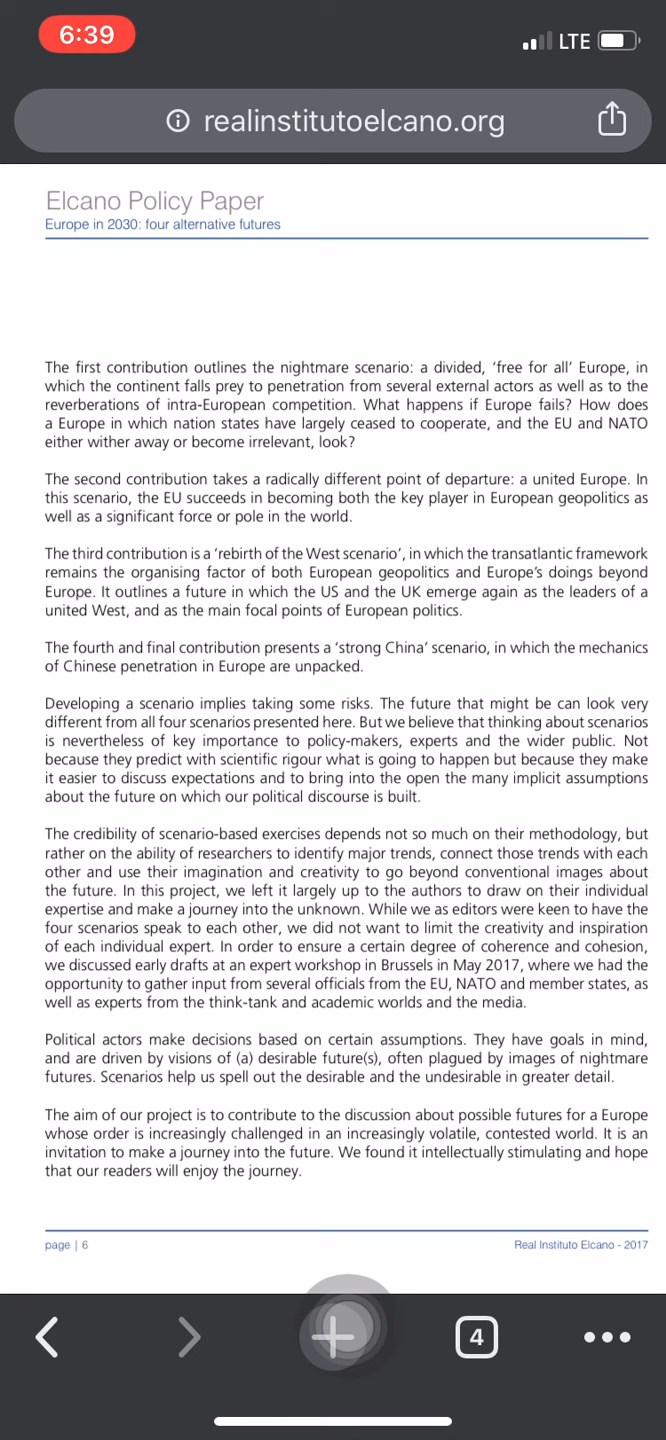 6:39
LTE
realinstitutoelcano.org
Elcano Policy Paper
Europe in 2030: four alternative futures
The first contribution outlines the nightmare scenario: a divided, ‘free for all’ Europe, in
which the continent falls prey to penetration from several external actors as well as to the
reverberations of intra-European competition. What happens if Europe fails? How does
a Europe in which nation states have largely ceased to cooperate, and the EU and NATO
either wither away or become irrelevant, look?
The second contribution takes a radically different point of departure: a united Europe. In
this scenario, the EU succeeds in becoming both the key player in European geopolitics as
well as a significant force or pole in the world.
The third contribution is a ‘rebirth of the West scenario’, in which the transatlantic framework
remains the organising factor of both European geopolitics and Europe’s doings beyond
Europe. It outlines a future in which the US and the UK emerge again as the leaders of a
united West, and as the main focal points of European politics.
The fourth and final contribution presents a ‘strong China’ scenario, in which the mechanics
of Chinese penetration in Europe are unpacked.
Developing a scenario implies taking some risks. The future that might be can look very
different from all four scenarios presented here. But we believe that thinking about scenarios
is nevertheless of key importance to policy-makers, experts and the wider public. Not
because they predict with scientific rigour what is going to happen but because they make
it easier to discuss expectations and to bring into the open the many implicit assumptions
about the future on which our political discourse is built.
The credibility of scenario-based exercises depends not so much on their methodology, but
rather on the ability of researchers to identify major trends, connect those trends with each
other and use their imagination and creativity to go beyond conventional images about
the future. In this project, we left it largely up to the authors to draw on their individual
expertise and make a journey into the unknown. While we as editors were keen to have the
four scenarios speak to each other, we did not want to limit the creativity and inspiration
of each individual expert. In order to ensure a certain degree of coherence and cohesion,
we discussed early drafts at an expert workshop in Brussels in May 2017, where we had the
opportunity to gather input from several officials from the EU, NATO and member states, as
well as experts from the think-tank and academic worlds and the media.
Political actors make decisions based on certain assumptions. They have goals in mind,
and are driven by visions of (a) desirable future(s), often plagued by images of nightmare
futures. Scenarios help us spell out the desirable and the undesirable in greater detail.
The aim of our project is to contribute to the discussion about possible futures for a Europe
whose order is increasingly challenged in an increasingly volatile, contested world. It is an
invitation to make a journey into the future. We found it intellectually stimulating and hope
that our readers will enjoy the journey.
page | 6
Real Instituto Elcano - 2017
4